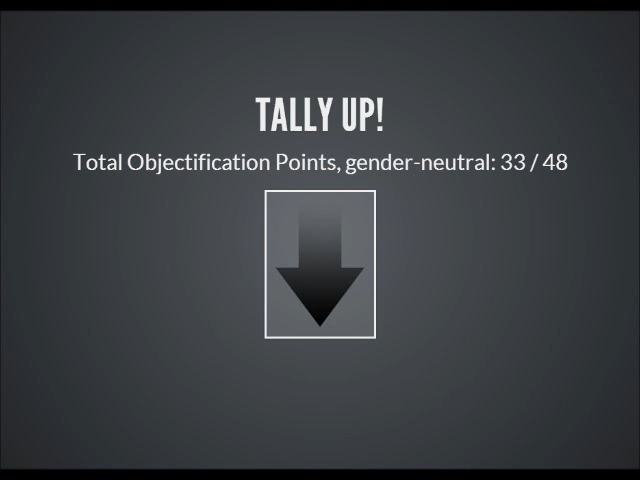 TALLY UP!
Total Objectification Points, gender-neutral: 33 / 48